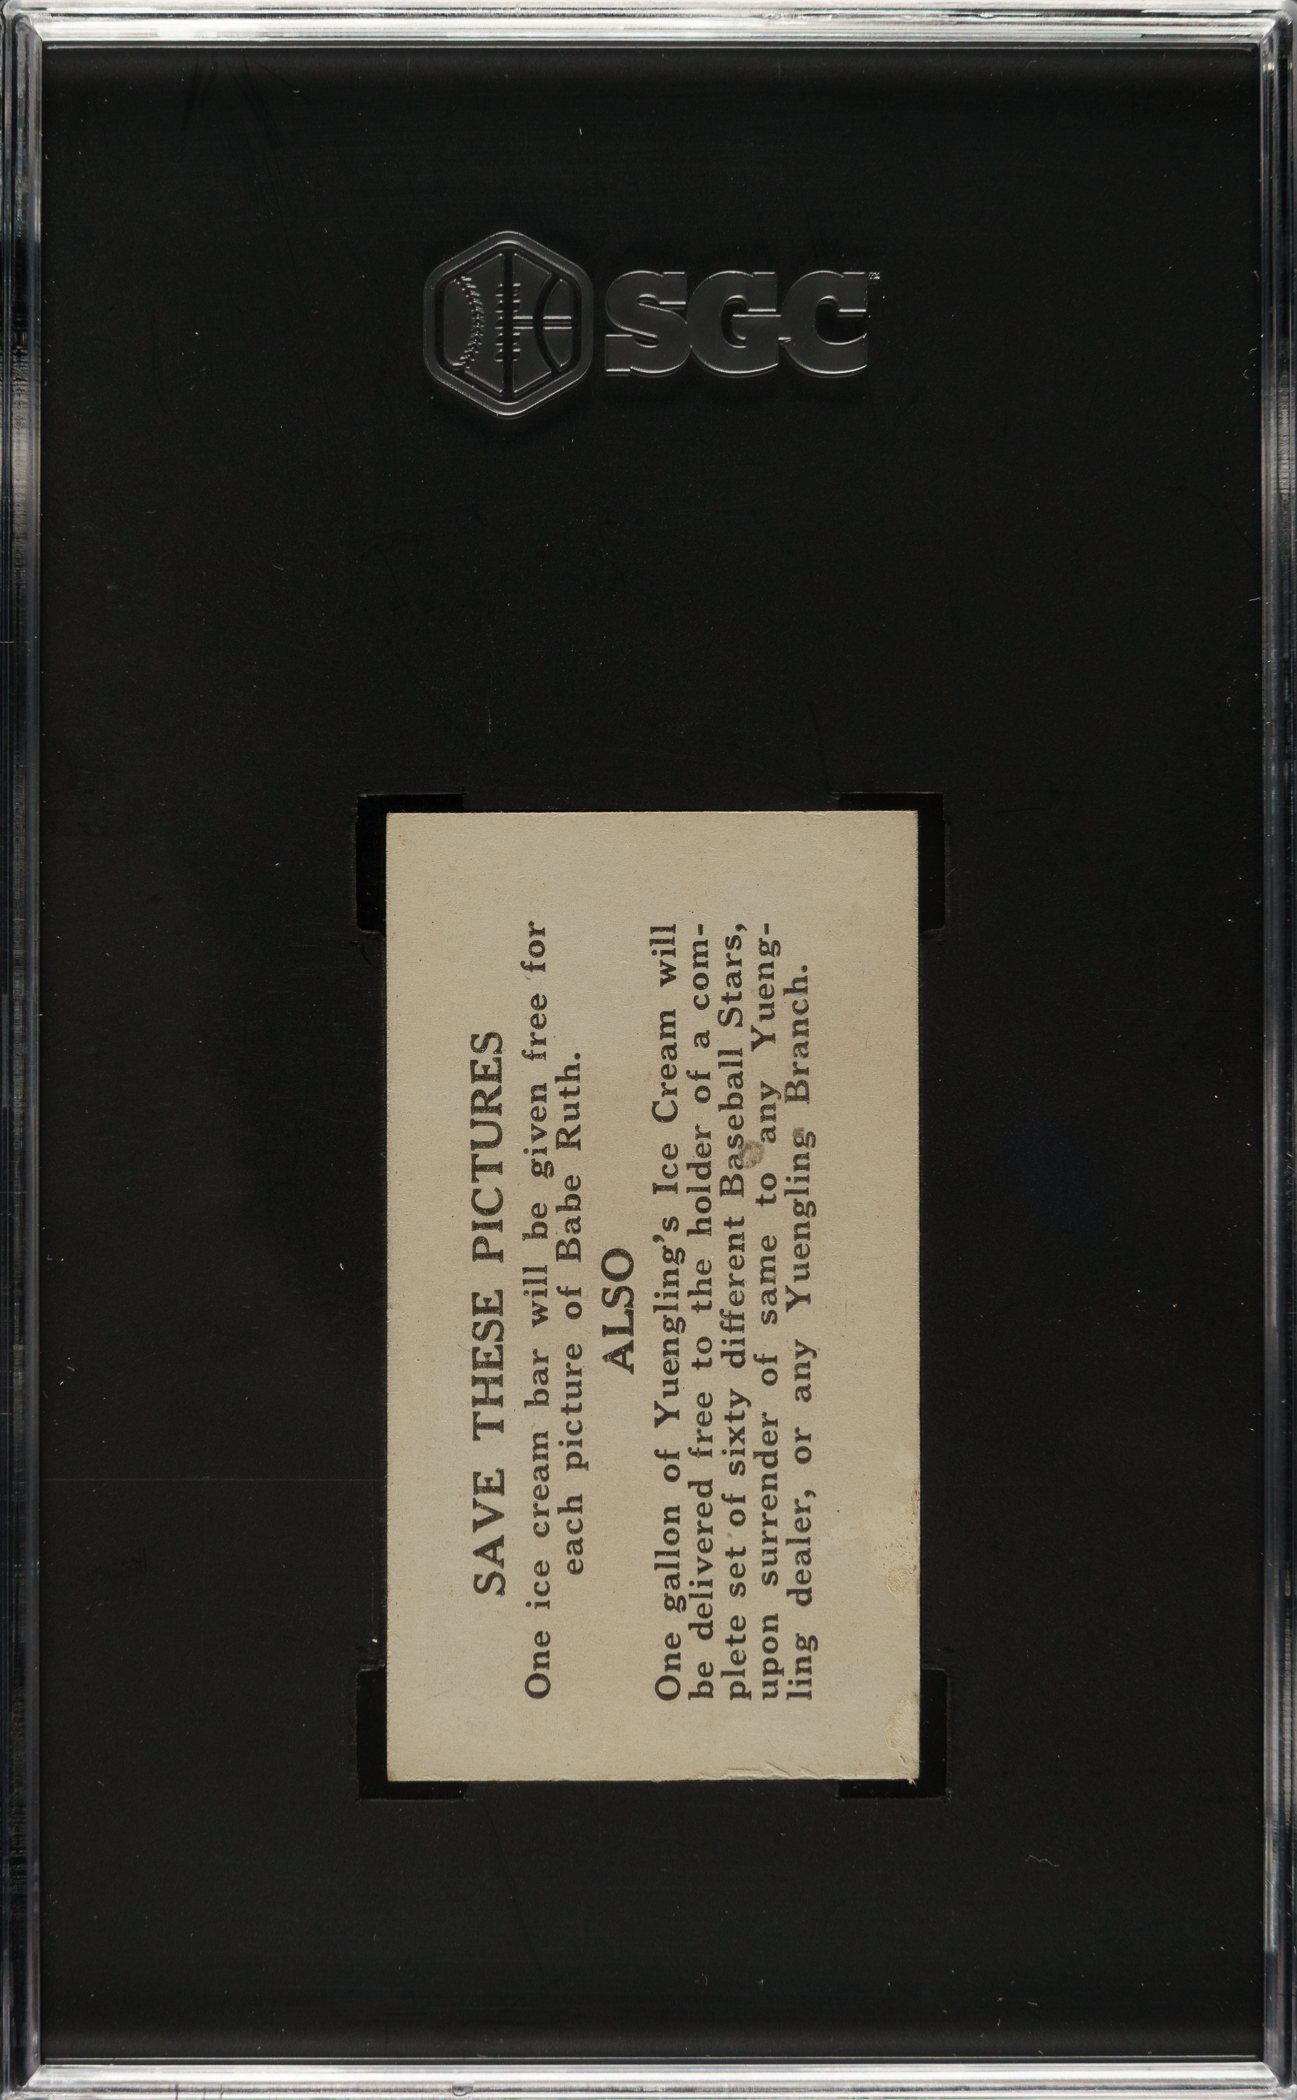 SGC
SAVE THESE PICTURES
One ice cream bar will be given free for
each picture of Babe Ruth.
ALSO
One gallon of Yuengling's Ice Cream will
be delivered free to the holder of a com-
plete set of sixty different Baseball Stars,
upon surrender of same to any Yueng-
ling dealer, or any Yuengling Branch.